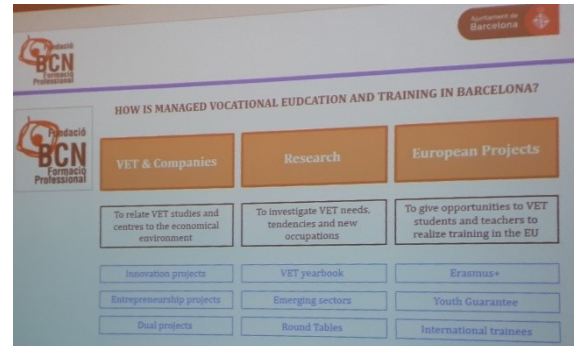 Fundació
BCN
Formació
Professional
Ajuntament de
Barcelona
HOW IS MANAGED VOCATIONAL EUDCATION AND TRAINING IN BARCELONA?
Fundació
BCN
Formació
Professional
VET & Companies
Research
European Projects
To relate VET studies and
centres to the economical
environment
To investigate VET needs,
tendencies and new
occupations
To give opportunities to VET
students and teachers to
realize training in the EU
Innovation projects
VET yearbook
Erasmus+
Entrepreneurship projects
Emerging sectors
Youth Guarantee
Dual projects
Round Tables
International trainees